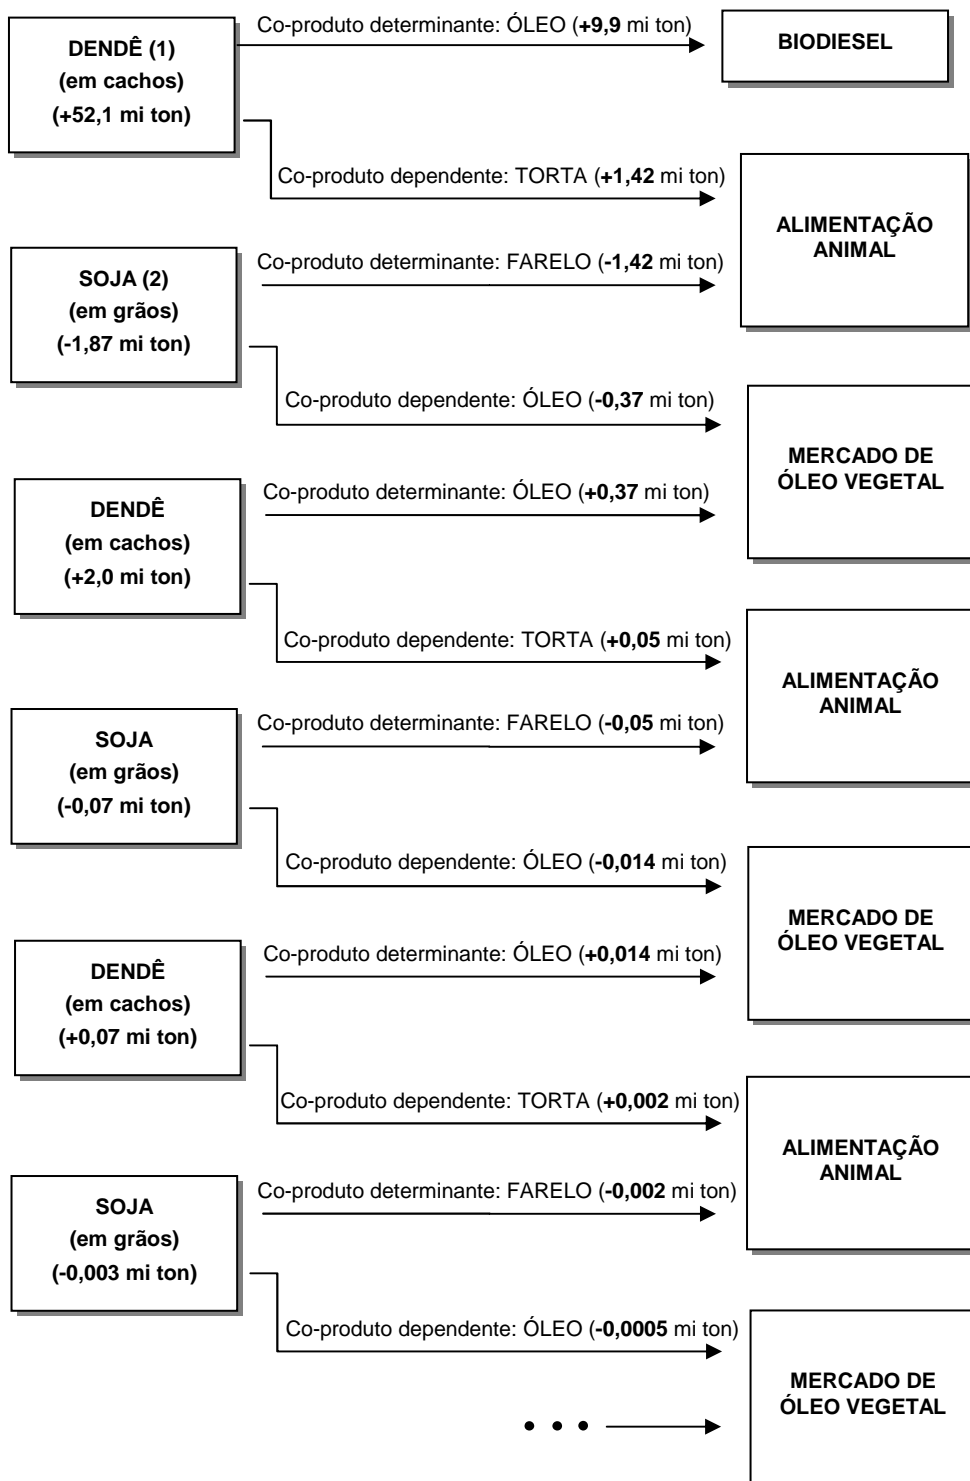 DENDÊ (1)
(em cachos)
(+52,1 mi ton)
Co-produto determinante: ÓLEO (+9,9 mi ton)
BIODIESEL
Co-produto dependente: TORTA (+1,42 mi ton)
ALIMENTAÇÃO
ANIMAL
SOJA (2)
(em grãos)
(-1,87 mi ton)
Co-produto determinante: FARELO (-1,42 mi ton)
Co-produto dependente: ÓLEO (-0,37 mi ton)
MERCADO DE
ÓLEO VEGETAL
DENDÊ
(em cachos)
(+2,0 mi ton)
Co-produto determinante: ÓLEO (+0,37 mi ton)
Co-produto dependente: TORTA (+0,05 mi ton)
ALIMENTAÇÃO
ANIMAL
SOJA
(em grãos)
(-0,07 mi ton)
Co-produto determinante: FARELO (-0,05 mi ton)
Co-produto dependente: ÓLEO (-0,014 mi ton)
MERCADO DE
ÓLEO VEGETAL
DENDÊ
(em cachos)
(+0,07 mi ton)
Co-produto determinante: ÓLEO (+0,014 mi ton)
Co-produto dependente: TORTA (+0,002 mi ton)
ALIMENTAÇÃO
ANIMAL
SOJA
(em grãos)
(-0,003 mi ton)
Co-produto determinante: FARELO (-0,002 mi ton)
Co-produto dependente: ÓLEO (-0,0005 mi ton)
MERCADO DE
ÓLEO VEGETAL
• • •